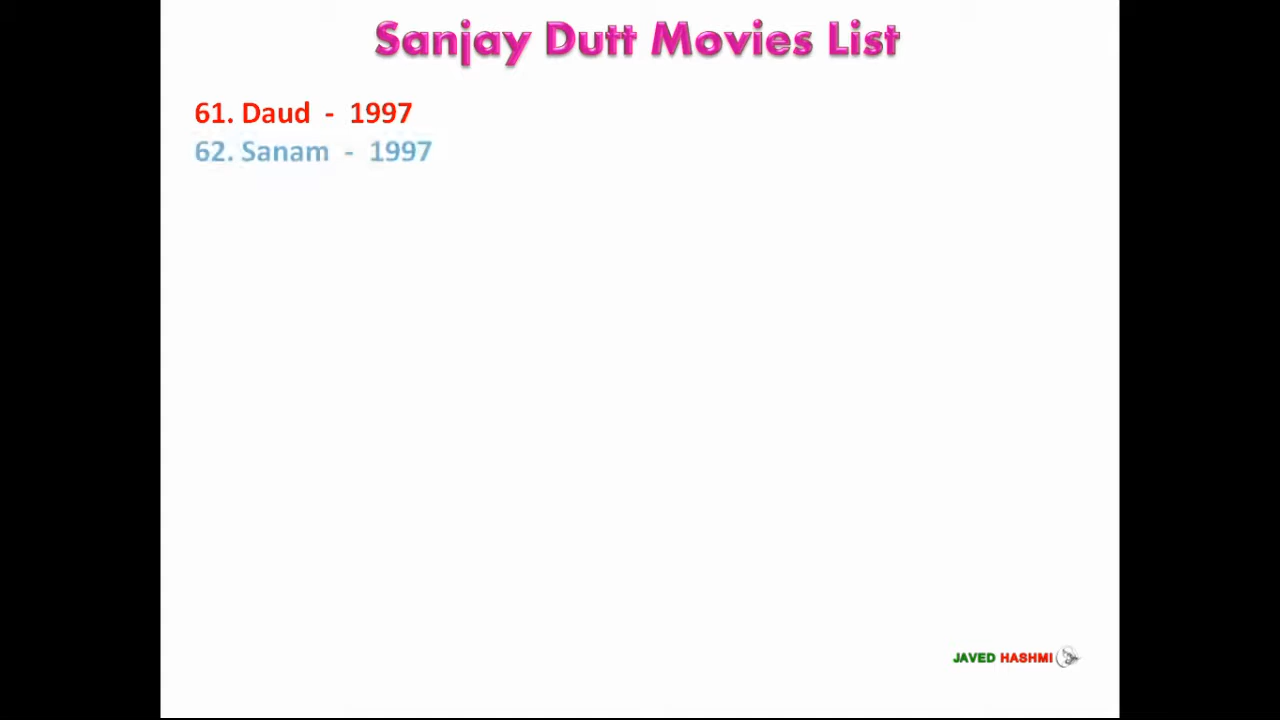 Sanjay Dutt Movies List
61. Daud - 1997
62. Sanam - 1997
JAVED HASHMI